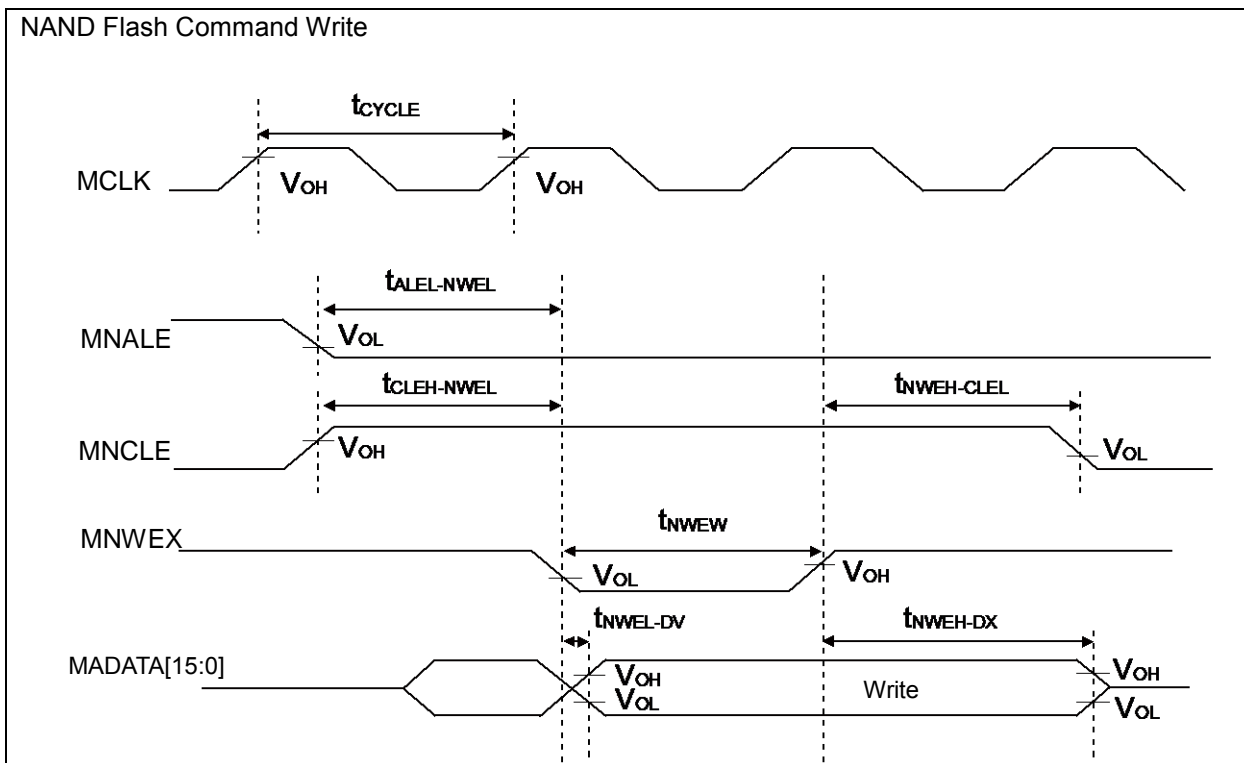 NAND Flash Command Write
tCYCLE
MCLK
VOH
VOH
tALEL-NWEL
MNALE
VOL
tCLEH-NWEL
tNWEH-CLEL
MNCLE
VOH
VOL
MNWEX
tNWEW
VOL
VOH
tNWEL-DV
tNWEH-DX
MADATA[15:0]
VOH
VOH
Write
VOL
VOL